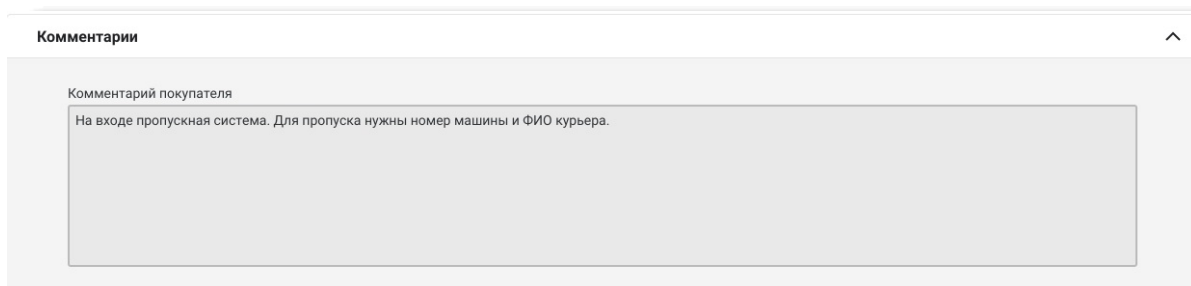 Комментарии
Комментарий покупателя
На входе пропускная система. Для пропуска нужны номер машины и ФИО курьера.